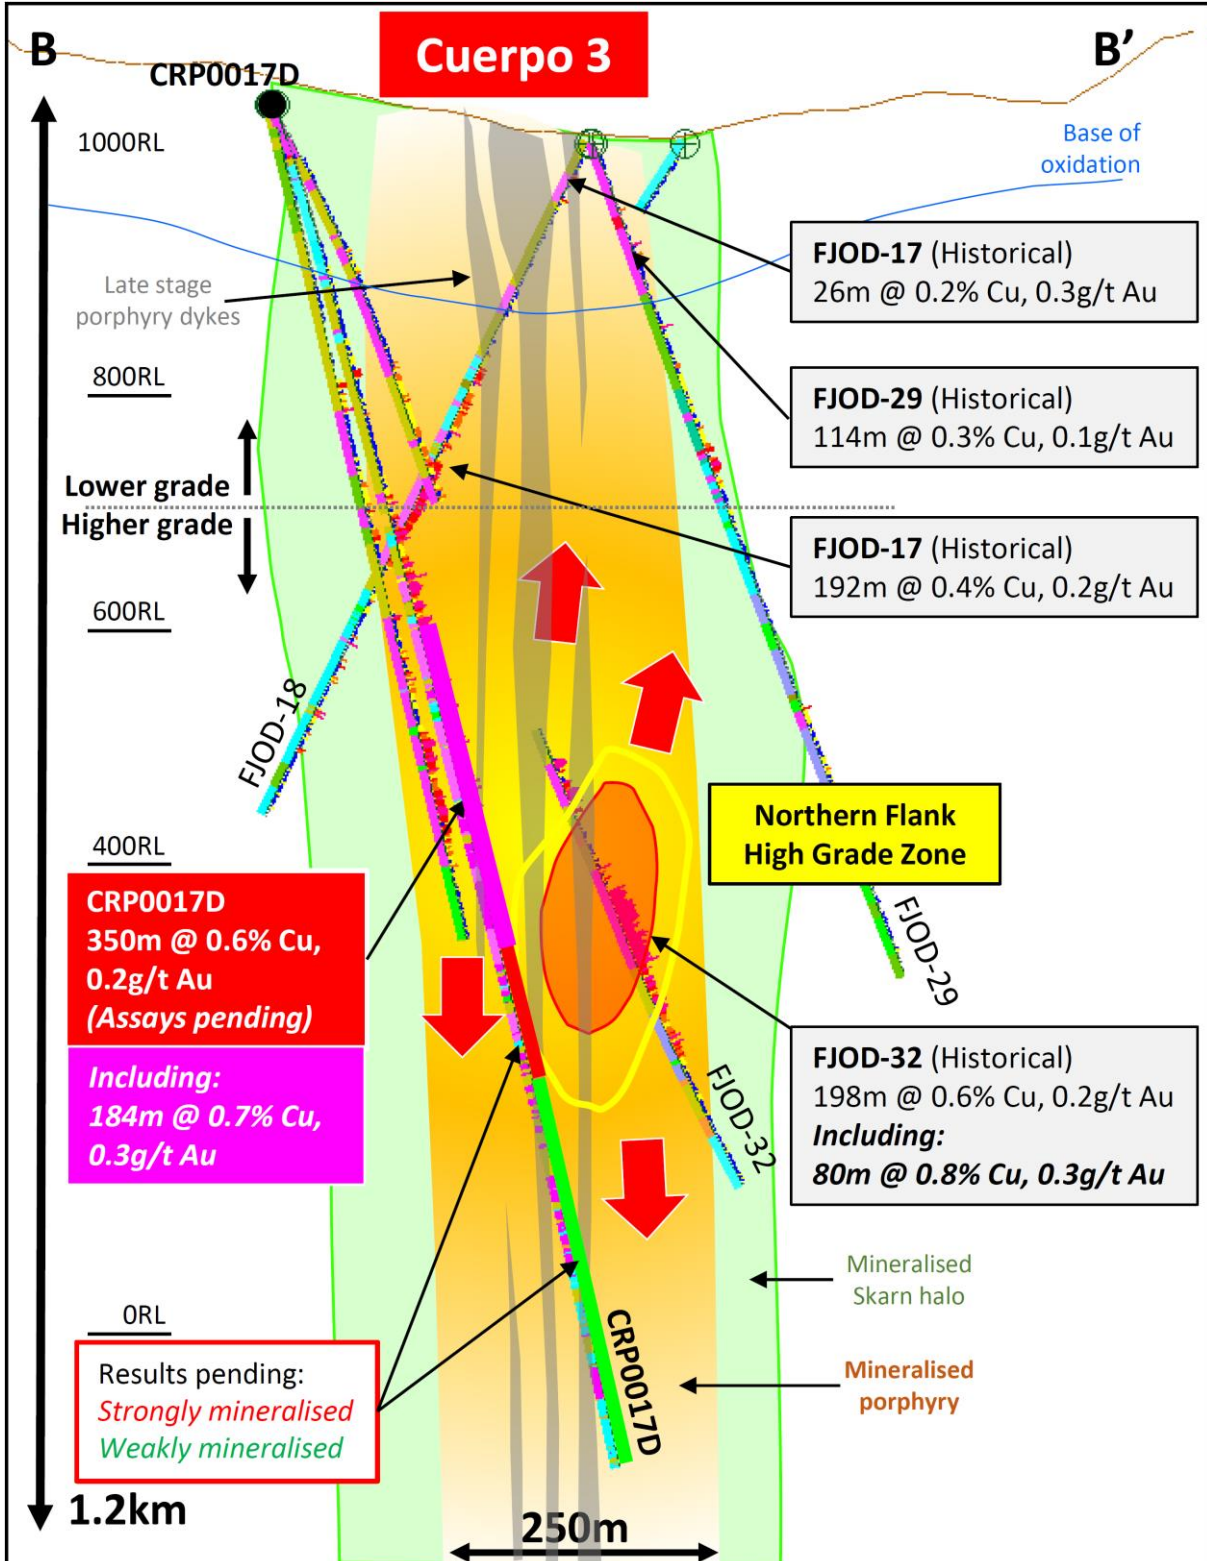 B
Cuerpo 3
B'
CRP0017D
1000RL
Base of
oxidation
FJOD-17 (Historical)
26m @ 0.2% Cu, 0.3g/t Au
Late stage
porphyry dykes
800RL
FJOD-29 (Historical)
114m @ 0.3% Cu, 0.1g/t Au
Lower grade
Higher grade
FJOD-17 (Historical)
192m @ 0.4% Cu, 0.2g/t Au
600RL
FJOD-18
Northern Flank
High Grade Zone
400RL
CRP0017D
350m @ 0.6% Cu,
0.2g/t Au
(Assays pending)
Including:
184m @ 0.7% Cu,
0.3g/t Au
FJOD-29
FJOD-32 (Historical)
198m @ 0.6% Cu, 0.2g/t Au
Including:
80m @ 0.8% Cu, 0.3g/t Au
FJOD-32
Mineralised
Skarn halo
0RL
CRP0017D
Results pending:
Strongly mineralised
Weakly mineralised
Mineralised
porphyry
1.2km
250m